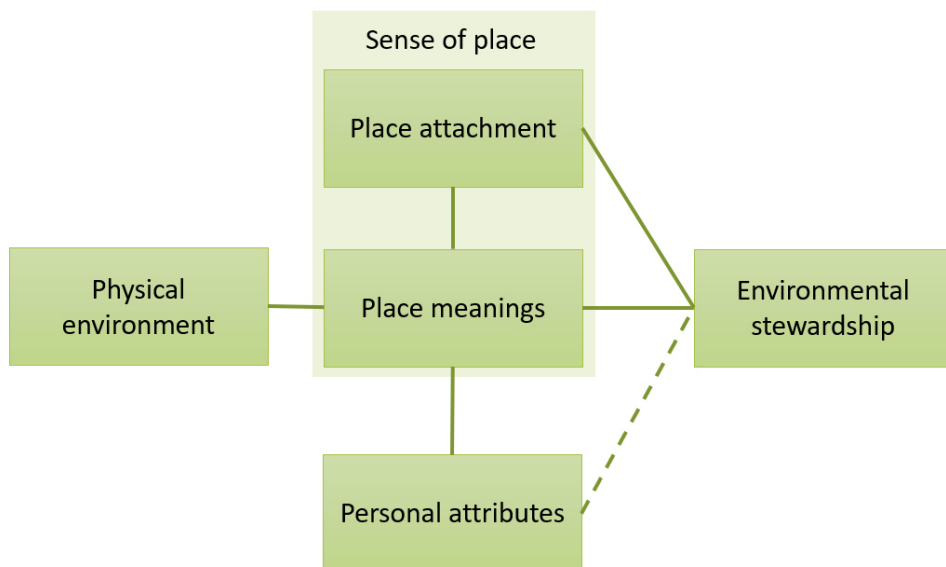 Sense of place
Place attachment
Physical
environment
Place meanings
Environmental
stewardship
Personal attributes